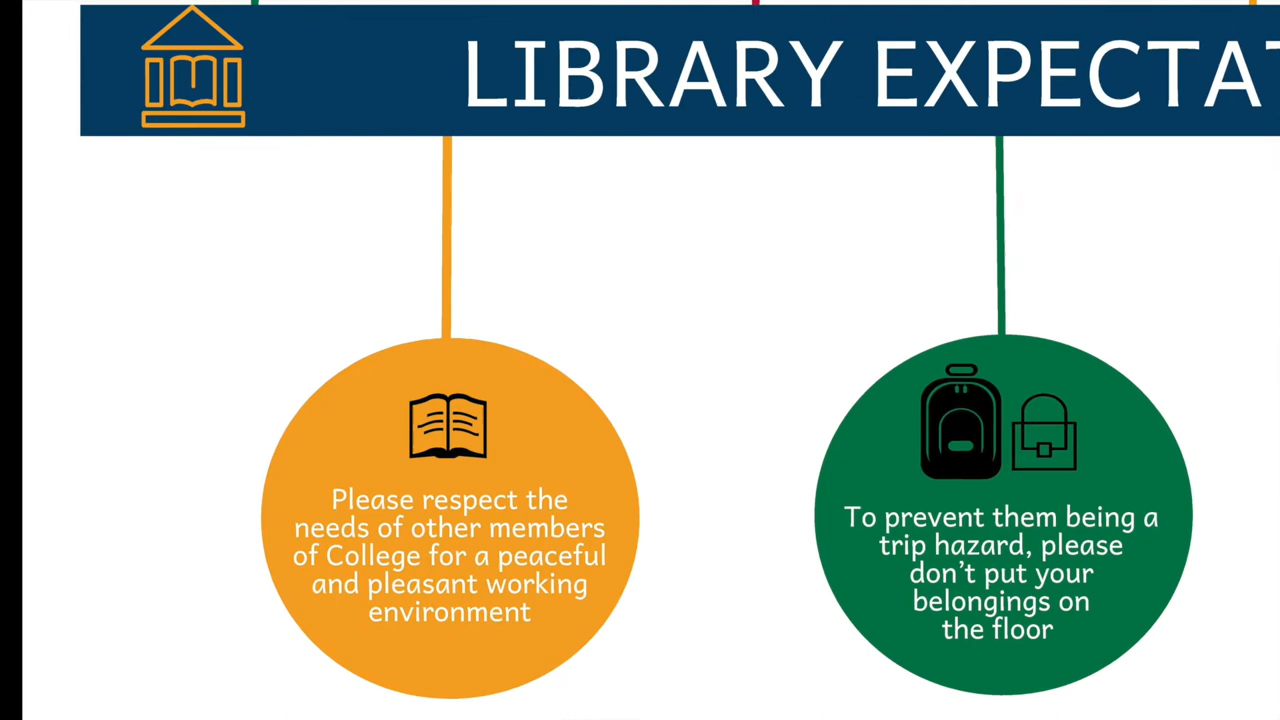 LIBRARY EXPECTAT
Please respect the
needs of other members
of College for a peaceful
and pleasant working
environment
To prevent them being a
trip hazard, please
don't put your
belongings on
the floor